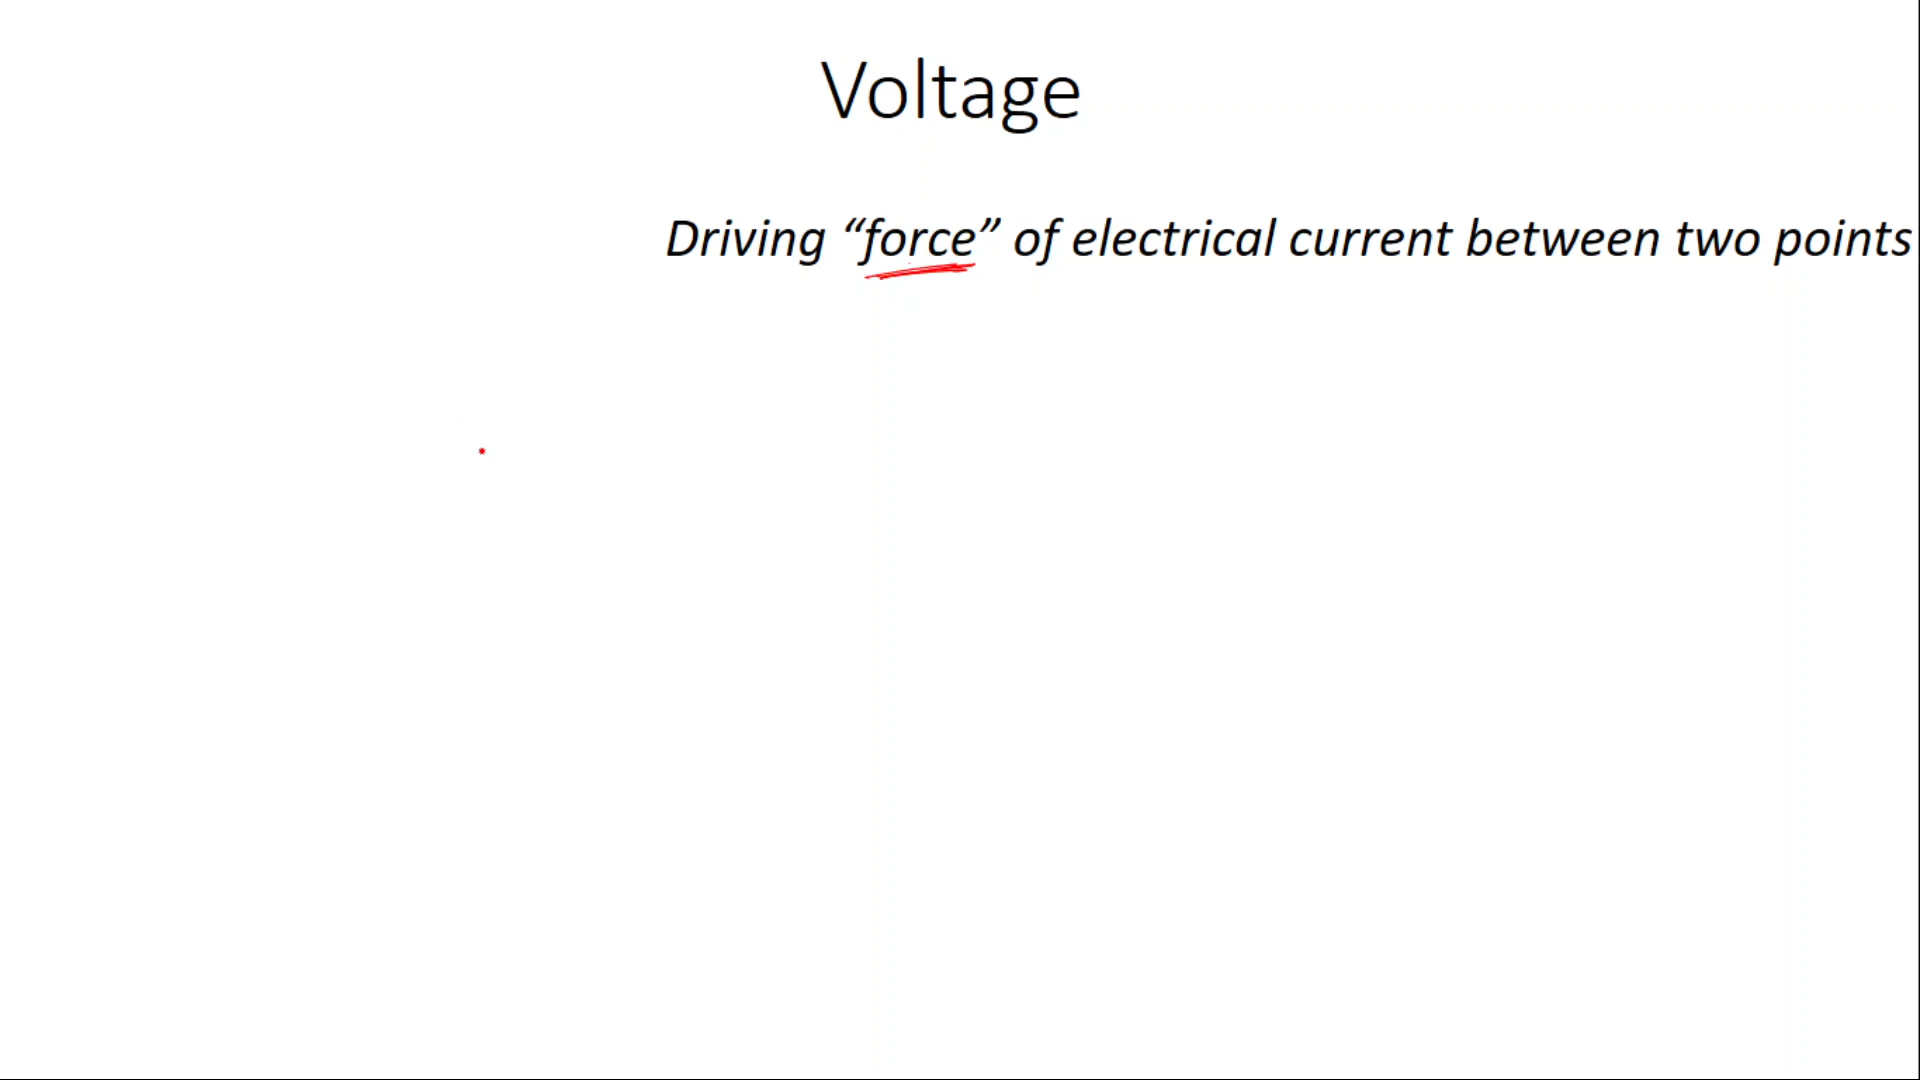 Voltage
Driving “force” of electrical current between two points